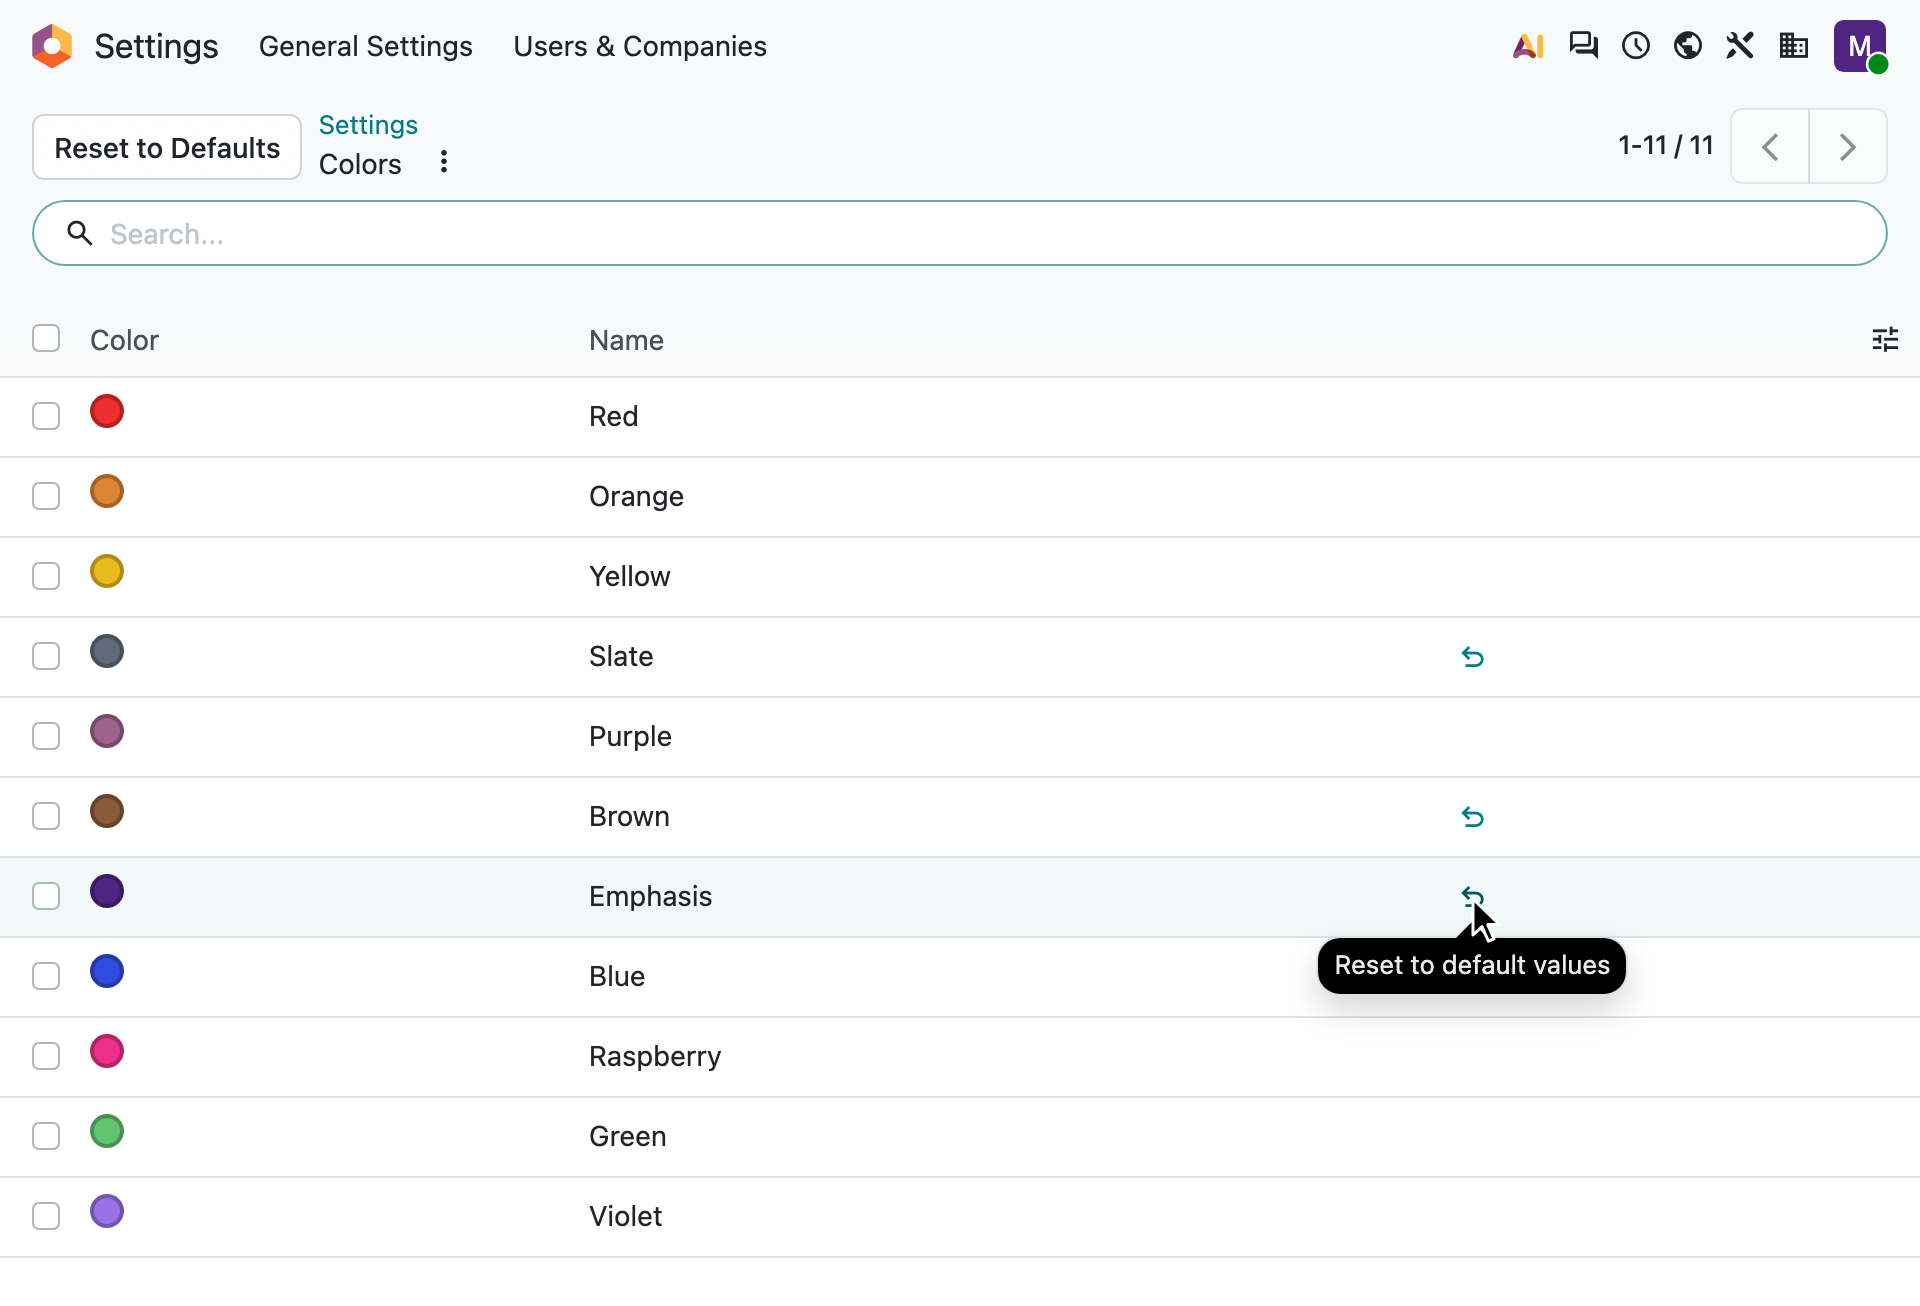 Settings General Settings Users & Companies AI M
Reset to Defaults
Settings
Colors
1-11 / 11
Search...
Color Name
Red
Orange
Yellow
Slate
Purple
Brown
Emphasis
Blue
Reset to default values
Raspberry
Green
Violet